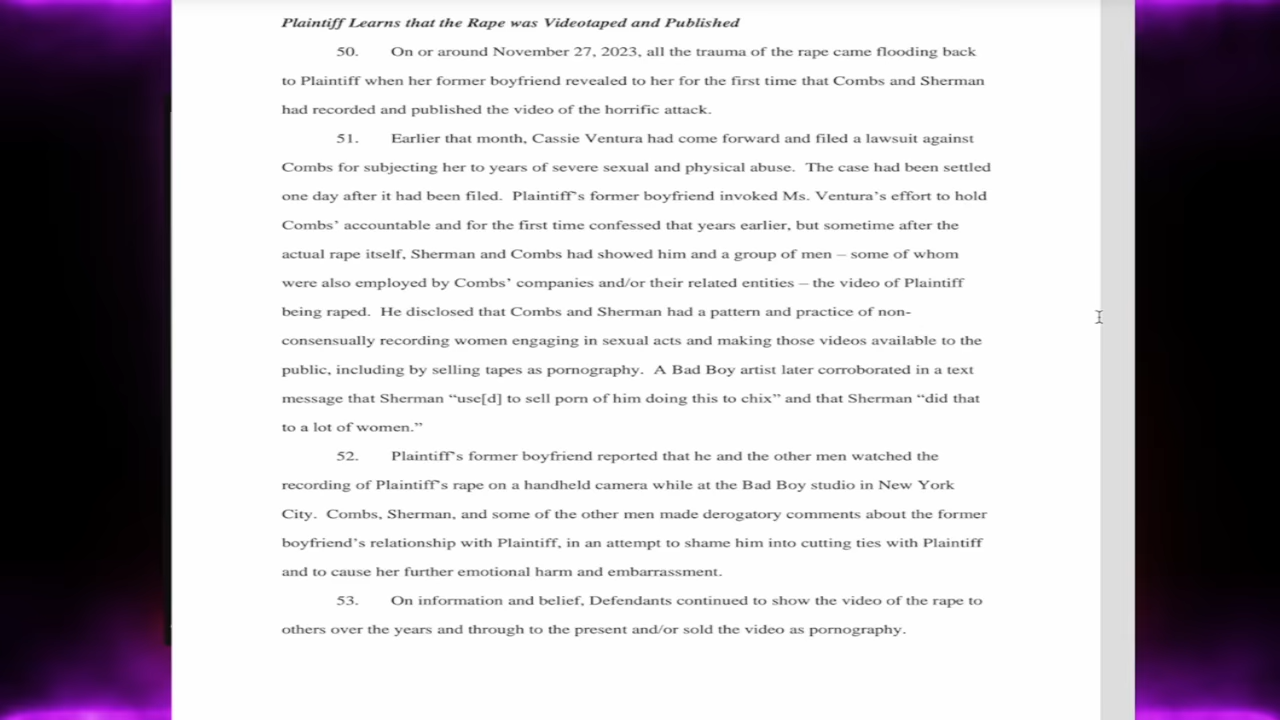 Plaintiff Learns that the Rape was Videotaped and Published
50. On or around November 27, 2023, all the trauma of the rape came flooding back
to Plaintiff when her former boyfriend revealed to her for the first time that Combs and Sherman
had recorded and published the video of the horrific attack.
51. Earlier that month, Cassie Ventura had come forward and filed a lawsuit against
Combs for subjecting her to years of severe sexual and physical abuse. The case had been settled
one day after it had been filed. Plaintiff's former boyfriend invoked Ms. Ventura's effort to hold
Combs' accountable and for the first time confessed that years earlier, but sometime after the
actual rape itself, Sherman and Combs had showed him and a group of men – some of whom
were also employed by Combs' companies and/or their related entities – the video of Plaintiff
being raped. He disclosed that Combs and Sherman had a pattern and practice of non-
consensually recording women engaging in sexual acts and making those videos available to the
public, including by selling tapes as pornography. A Bad Boy artist later corroborated in a text
message that Sherman “use[d] to sell porn of him doing this to chix” and that Sherman “did that
to a lot of women.”
52. Plaintiff's former boyfriend reported that he and the other men watched the
recording of Plaintiff's rape on a handheld camera while at the Bad Boy studio in New York
City. Combs, Sherman, and some of the other men made derogatory comments about the former
boyfriend's relationship with Plaintiff, in an attempt to shame him into cutting ties with Plaintiff
and to cause her further emotional harm and embarrassment.
53. On information and belief, Defendants continued to show the video of the rape to
others over the years and through to the present and/or sold the video as pornography.